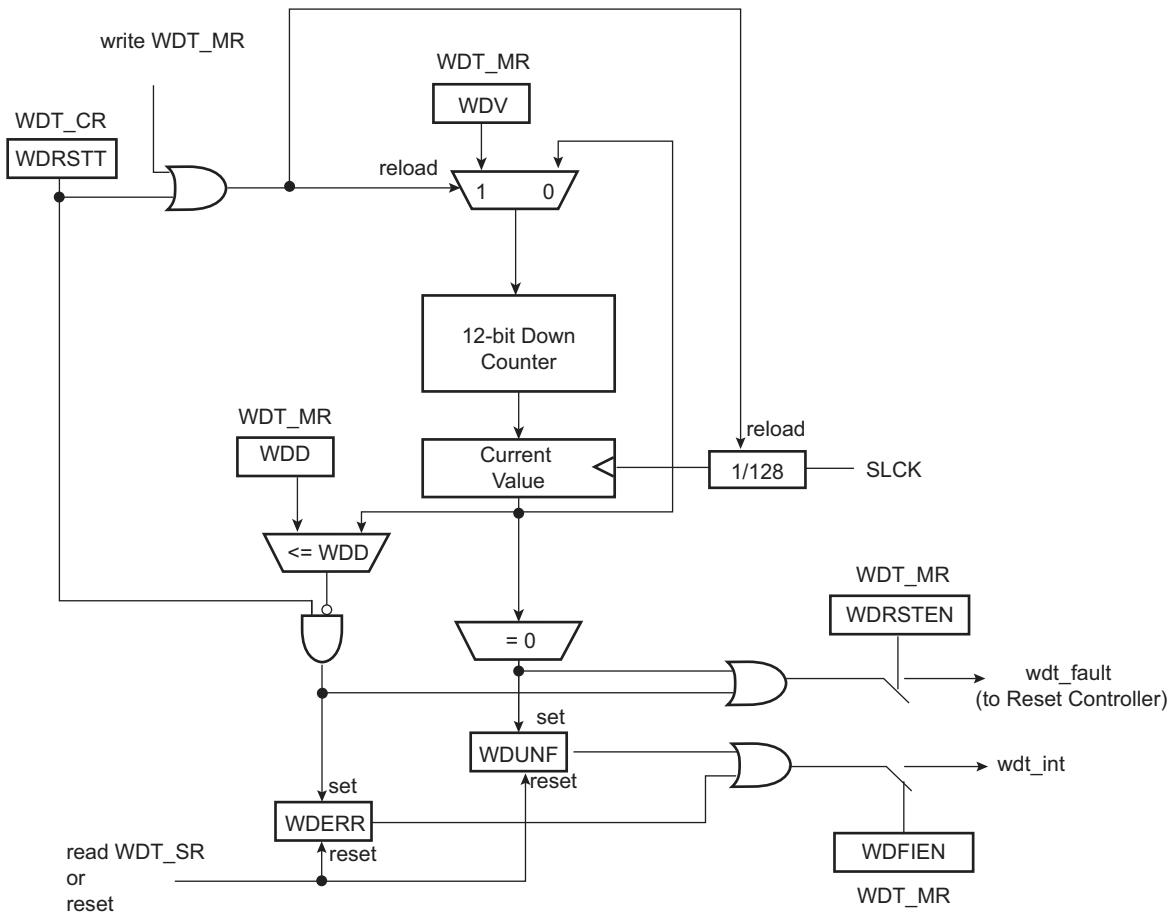 write WDT_MR
WDT_MR
WDV
WDT_CR
WDRSTT
reload
1 0
12-bit Down
Counter
WDT_MR
WDD
Current
Value
reload
1/128
SLCK
<= WDD
= 0
WDT_MR
WDRSTEN
wdt_fault
(to Reset Controller)
set
WDUNF
reset
wdt_int
set
WDERR
reset
WDFIEN
WDT_MR
read WDT_SR
or
reset